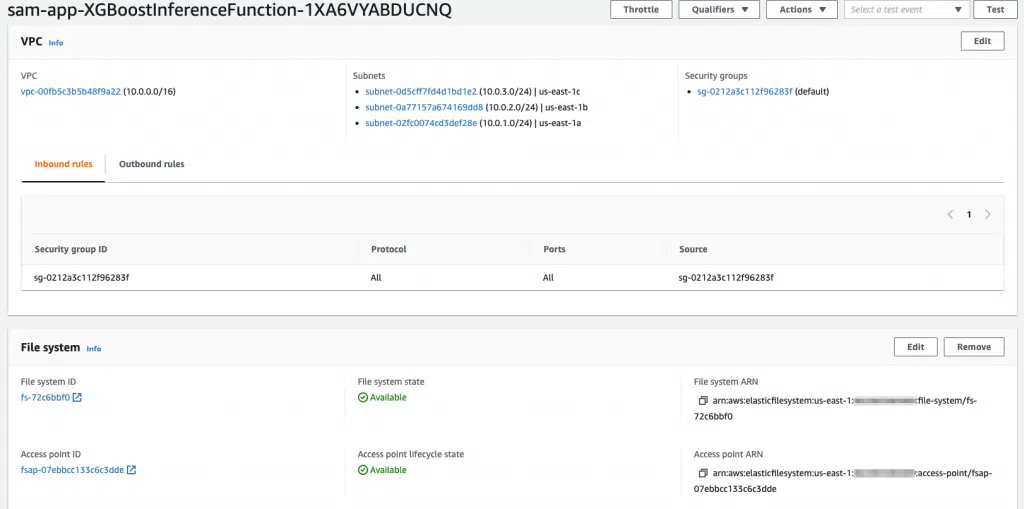 sam-app-XGBoostInferenceFunction-1XA6VYABDUCNQ
Throttle
Qualifiers
Actions
Select a test event
Test
VPC Info
Edit
VPC
vpc-00fb5c3b5b48f9a22 (10.0.0.0/16)
Subnets
subnet-0d5cff7fd4d1bd1e2 (10.0.3.0/24) | us-east-1c
subnet-0a77157a674169dd8 (10.0.2.0/24) | us-east-1b
subnet-02fc0074cd3def28e (10.0.1.0/24) | us-east-1a
Security groups
sg-0212a3c112f96283f (default)
Inbound rules
Outbound rules
1
Security group ID Protocol Ports Source
sg-0212a3c112f96283f All All sg-0212a3c112f96283f
File system Info
Edit
Remove
File system ID
fs-72c6bbf0
File system state
Available
File system ARN
arn:aws:elasticfilesystem:us-east-1: :file-system/fs-
72c6bbf0
Access point ID
fsap-07ebbcc133c6c3dde
Access point lifecycle state
Available
Access point ARN
arn:aws:elasticfilesystem:us-east-1: :access-point/fsap-
07ebbcc133c6c3dde